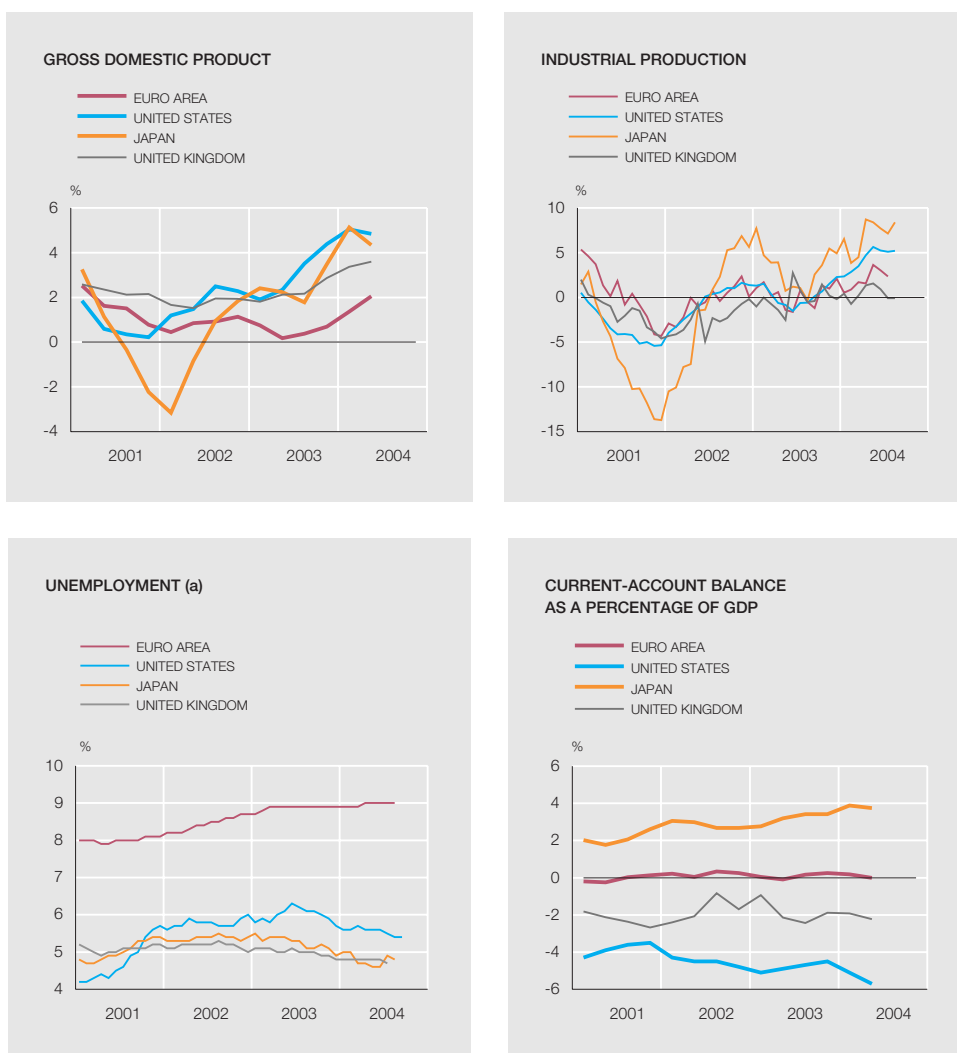 GROSS DOMESTIC PRODUCT
EURO AREA
UNITED STATES
JAPAN
UNITED KINGDOM
%
6
4
2
0
-2
-4
2001 2002 2003 2004
INDUSTRIAL PRODUCTION
EURO AREA
UNITED STATES
JAPAN
UNITED KINGDOM
%
10
5
0
-5
-10
-15
2001 2002 2003 2004
UNEMPLOYMENT (a)
EURO AREA
UNITED STATES
JAPAN
UNITED KINGDOM
%
10
9
8
7
6
5
4
2001 2002 2003 2004
CURRENT-ACCOUNT BALANCE
AS A PERCENTAGE OF GDP
EURO AREA
UNITED STATES
JAPAN
UNITED KINGDOM
%
6
4
2
0
-2
-4
-6
2001 2002 2003 2004